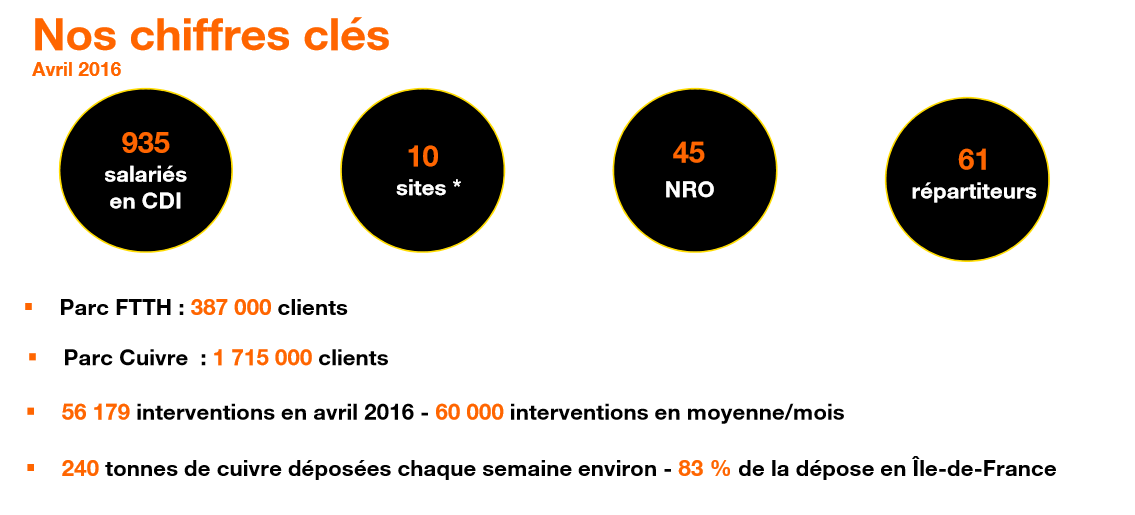 Nos chiffres clés
Avril 2016
935
salariés
en CDI
10
sites *
45
NRO
61
répartiteurs
▪ Parc FTTH : 387 000 clients
▪ Parc Cuivre : 1 715 000 clients
▪ 56 179 interventions en avril 2016 - 60 000 interventions en moyenne/mois
▪ 240 tonnes de cuivre déposées chaque semaine environ - 83 % de la dépose en Île-de-France